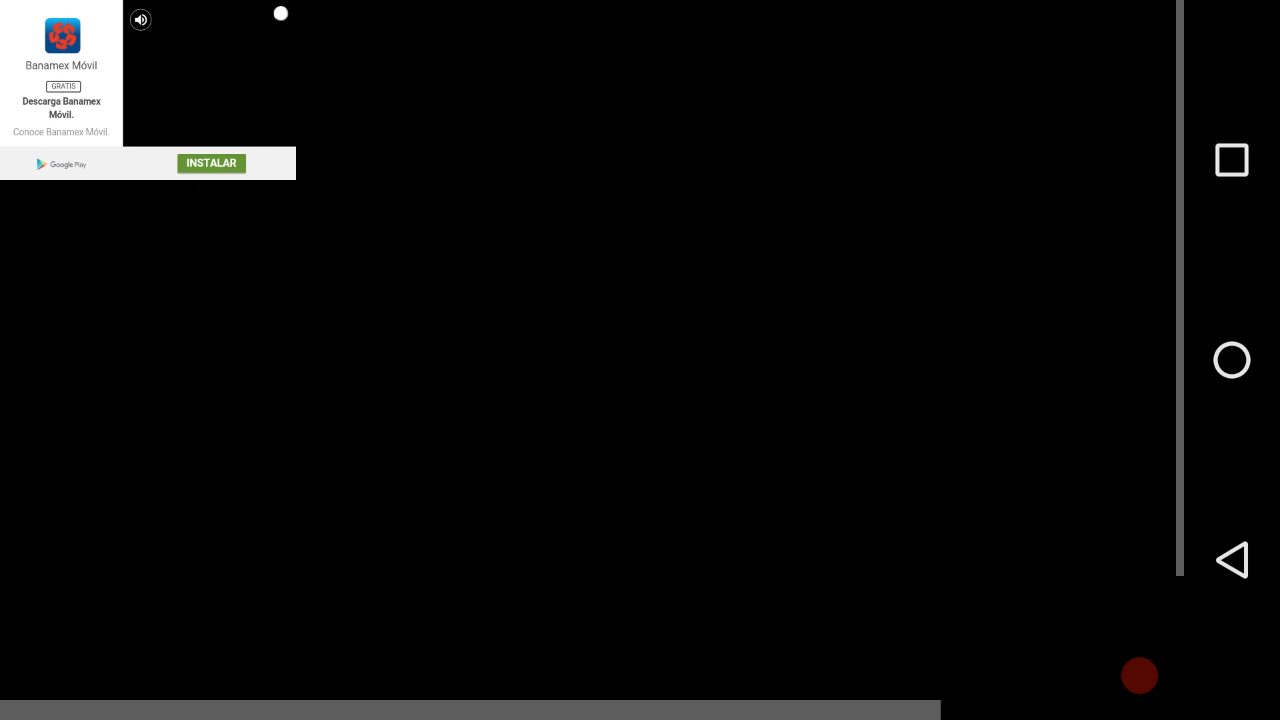 Banamex Móvil
GRATIS
Descarga Banamex
Móvil.
Conoce Banamex Móvil.
Google Play
INSTALAR